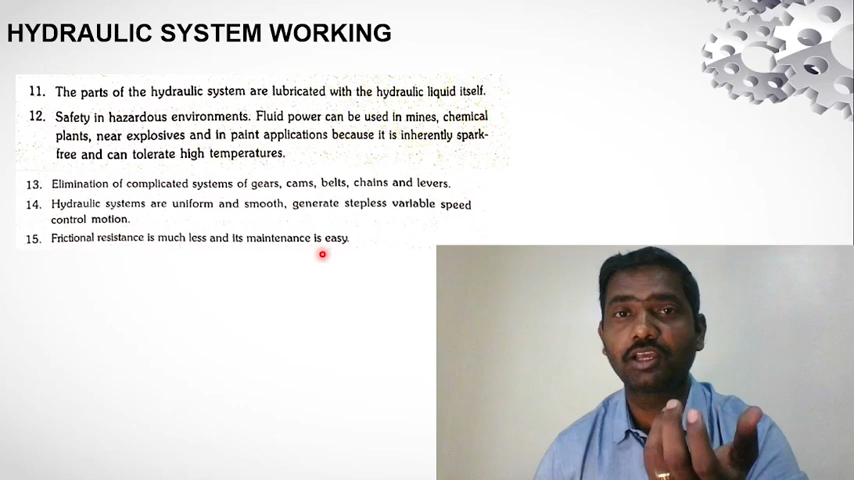 HYDRAULIC SYSTEM WORKING
11. The parts of the hydraulic system are lubricated with the hydraulic liquid itself.
12. Safety in hazardous environments. Fluid power can be used in mines, chemical
plants, near explosives and in paint applications because it is inherently spark-
free and can tolerate high temperatures.
13. Elimination of complicated systems of gears, cams, belts, chains and levers.
14. Hydraulic systems are uniform and smooth, generate stepless variable speed
control motion.
15. Frictional resistance is much less and its maintenance is easy.